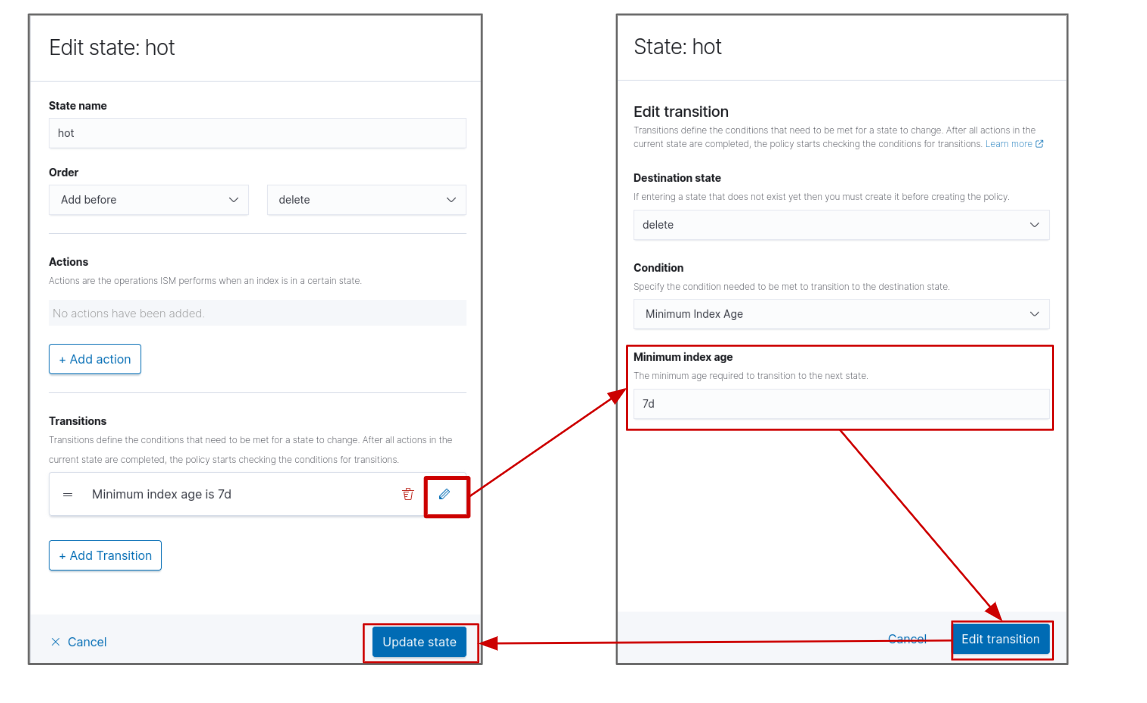 Edit state: hot
State name
hot
Order
Add before
delete
Actions
Actions are the operations ISM performs when an index is in a certain state.
No actions have been added.
+ Add action
Transitions
Transitions define the conditions that need to be met for a state to change. After all actions in the
current state are completed, the policy starts checking the conditions for transitions.
Minimum index age is 7d
+ Add Transition
Cancel
Update state
State: hot
Edit transition
Transitions define the conditions that need to be met for a state to change. After all actions in the
current state are completed, the policy starts checking the conditions for transitions. Learn more
Destination state
If entering a state that does not exist yet then you must create it before creating the policy.
delete
Condition
Specify the condition needed to be met to transition to the destination state.
Minimum Index Age
Minimum index age
The minimum age required to transition to the next state.
7d
Cancel
Edit transition